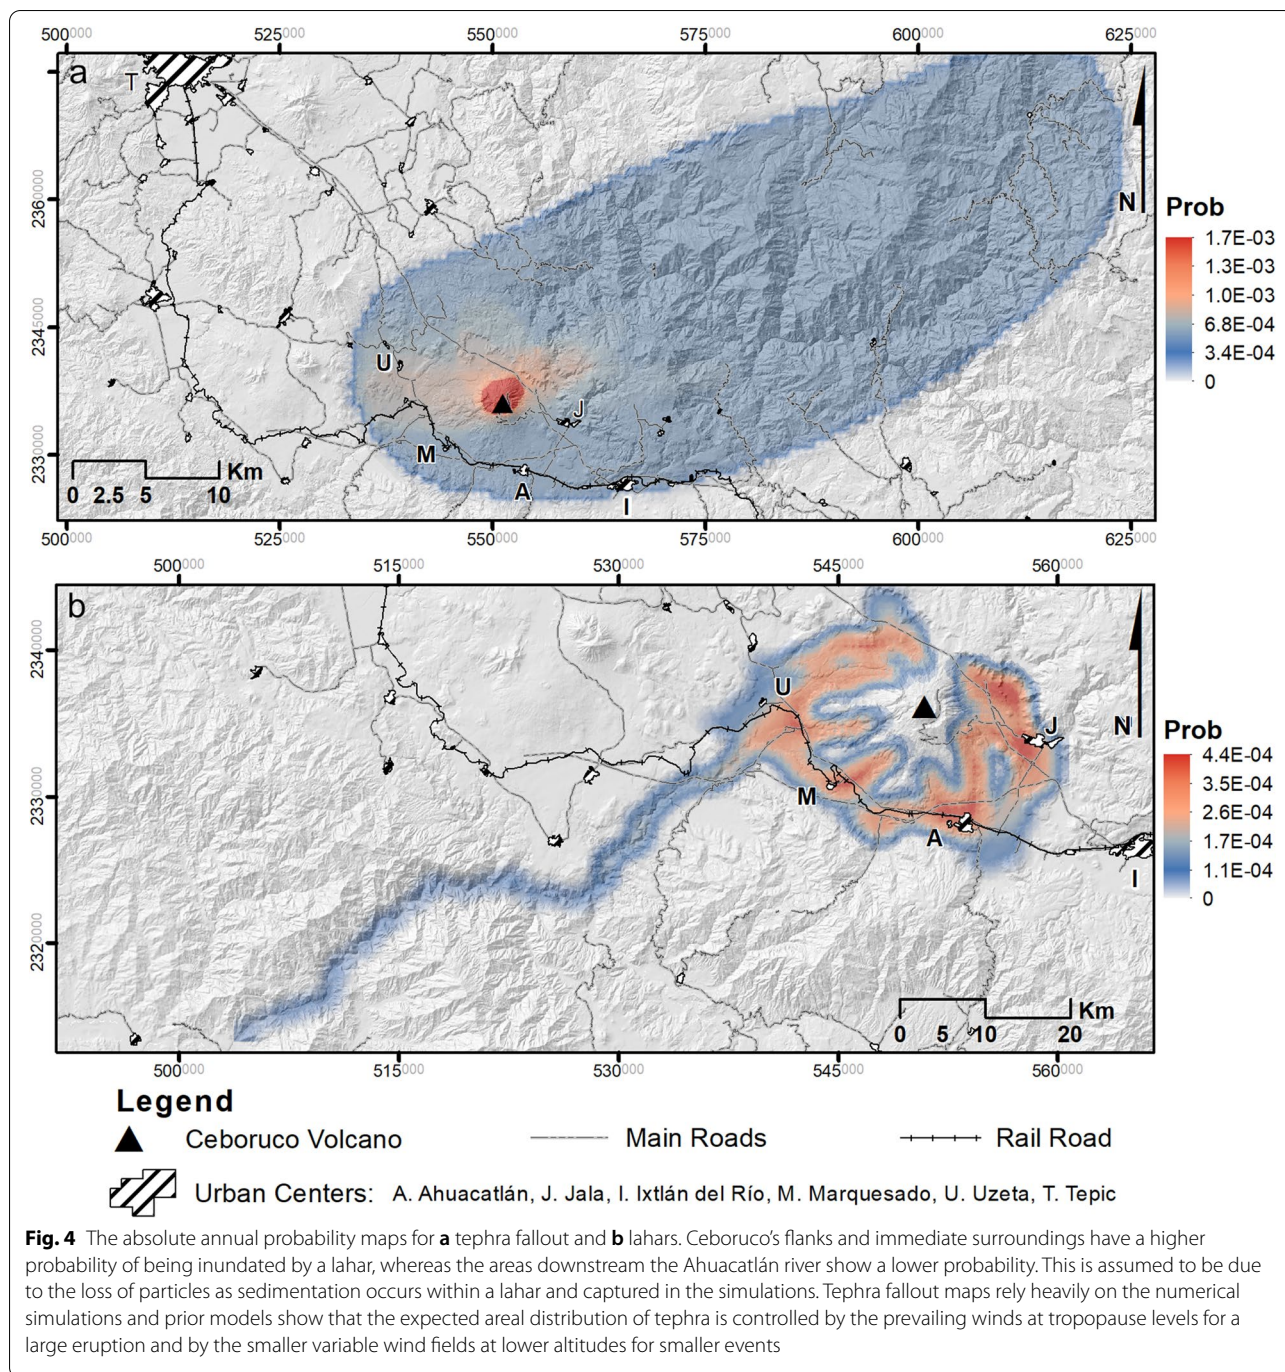 500000 525000 550000 575000 600000 625000
a
T
N
2360000
Prob
1.7E-03
1.3E-03
1.0E-03
6.8E-04
3.4E-04
0
2345000
U
J
2330000
M
A
I
Km
0 2.5 5 10
500000 525000 550000 575000 600000 625000
500000 515000 530000 545000 560000
b
2340000
U
N
J
Prob
4.4E-04
3.5E-04
2.6E-04
1.7E-04
1.1E-04
0
2330000
M
A
I
2320000
Km
0 5 10 20
500000 515000 530000 545000 560000
Legend
Ceboruco Volcano Main Roads Rail Road
Urban Centers: A. Ahuacatlán, J. Jala, I. Ixtlán del Río, M. Marquesado, U. Uzeta, T. Tepic
Fig. 4 The absolute annual probability maps for a tephra fallout and b lahars. Ceboruco’s flanks and immediate surroundings have a higher
probability of being inundated by a lahar, whereas the areas downstream the Ahuacatlán river show a lower probability. This is assumed to be due
to the loss of particles as sedimentation occurs within a lahar and captured in the simulations. Tephra fallout maps rely heavily on the numerical
simulations and prior models show that the expected areal distribution of tephra is controlled by the prevailing winds at tropopause levels for a
large eruption and by the smaller variable wind fields at lower altitudes for smaller events